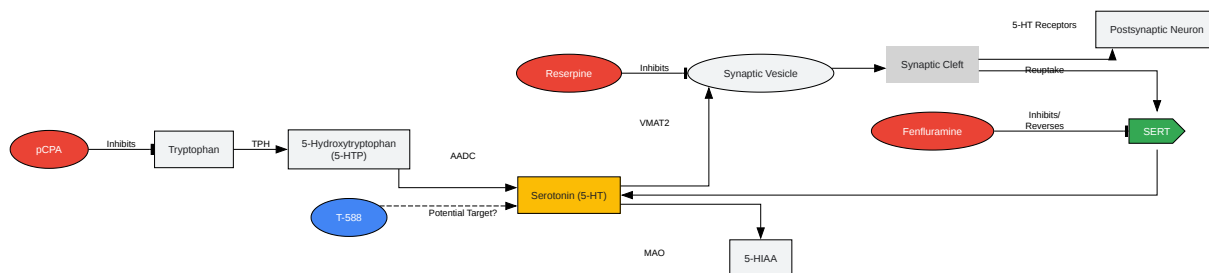 5-HT Receptors
Postsynaptic Neuron
Reserpine
Inhibits
Synaptic Vesicle
Synaptic Cleft
Reuptake
VMAT2
Fenfluramine
Inhibits/
Reverses
SERT
pCPA
Inhibits
Tryptophan
TPH
5-Hydroxytryptophan
(5-HTP)
AADC
Serotonin (5-HT)
T-588
Potential Target?
MAO
5-HIAA